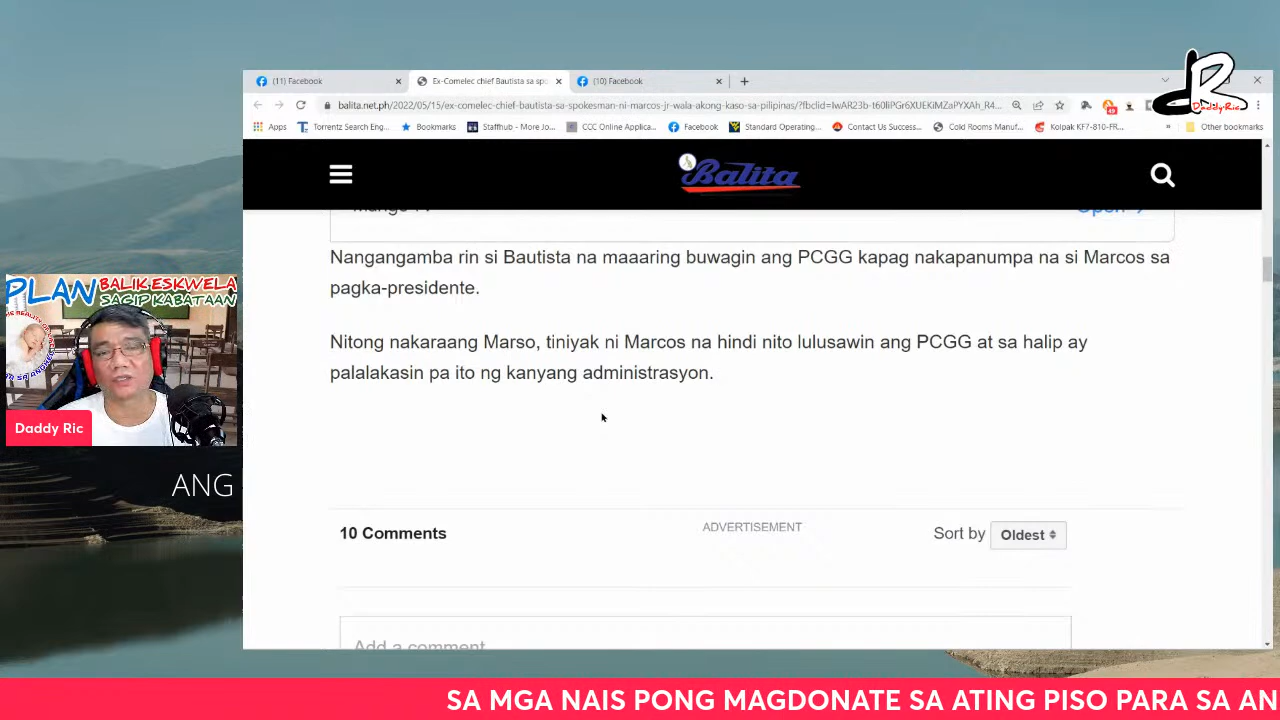 (11) Facebook
Ex-Comelec chief Bautista sa sp
(10) Facebook
balita.net.ph/2022/05/15/ex-comelec-chief-bautista-sa-spokesman-ni-marcos-jr-wala-akong-kaso-sa-pilipinas/?fbclid=
Apps
Torrentz Search Eng...
Bookmarks
Staffhub - More Jo...
CCC Online Applica...
Facebook
Standard Operating...
Contact Us Success...
Cold Rooms Manuf...
Kolpak KF7-810-FR...
Other bookmarks
Daddy-Ric
Balita
Open
Nangangamba rin si Bautista na maaaring buwagin ang PCGG kapag nakapanumpa na si Marcos sa
pagka-presidente.
Nitong nakaraang Marso, tiniyak ni Marcos na hindi nito lulusawin ang PCGG at sa halip ay
palalakasin pa ito ng kanyang administrasyon.
PLAN BALIK ESKWELA
SAGIP KABATAAN
Daddy Ric
ANG
10 Comments
ADVERTISEMENT
Sort by
Oldest
Add a comment
SA MGA NAIS PONG MAGDONATE SA ATING PISO PARA SA AN